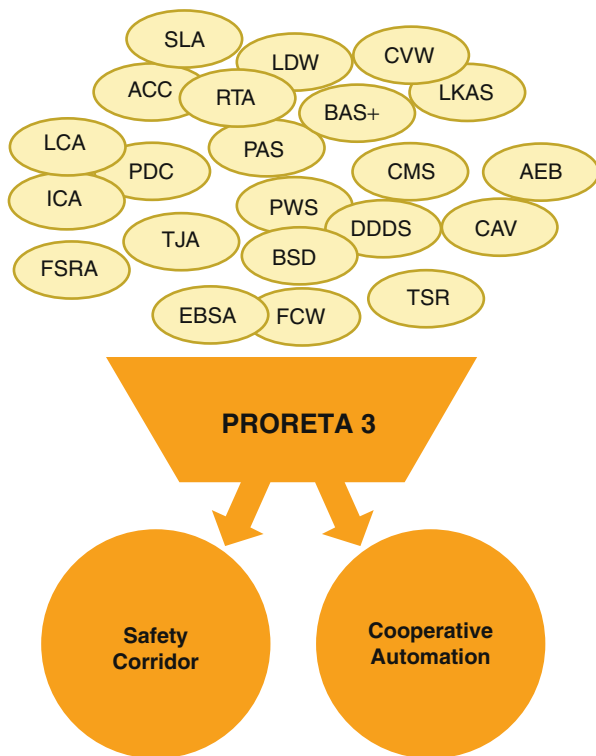 SLA
LDW
CVW
ACC
RTA
BAS+
LKAS
LCA
PDC
PAS
CMS
AEB
ICA
PWS
TJA
DDDS
CAV
FSRA
BSD
TSR
EBSA
FCW
PRORETA 3
Safety
Corridor
Cooperative
Automation